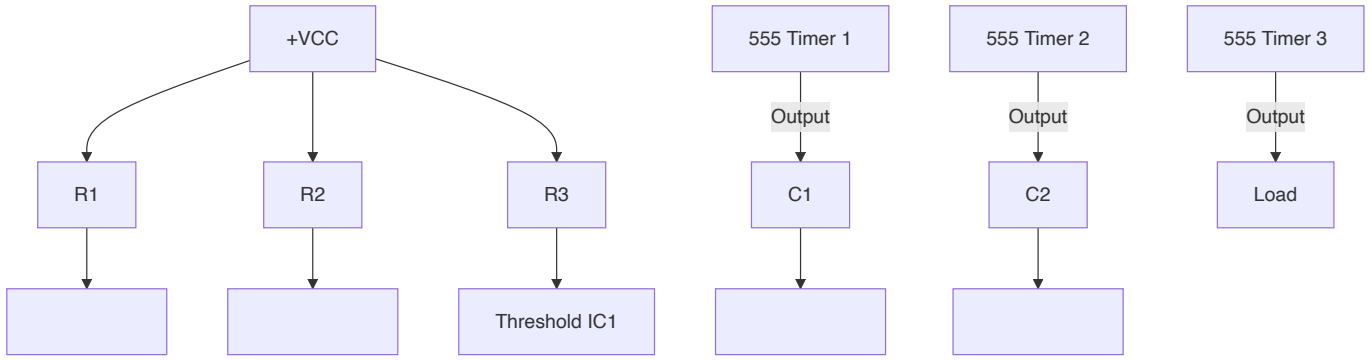 +VCC
555 Timer 1
555 Timer 2
555 Timer 3
Output
Output
Output
R1
R2
R3
C1
C2
Load
Threshold IC1